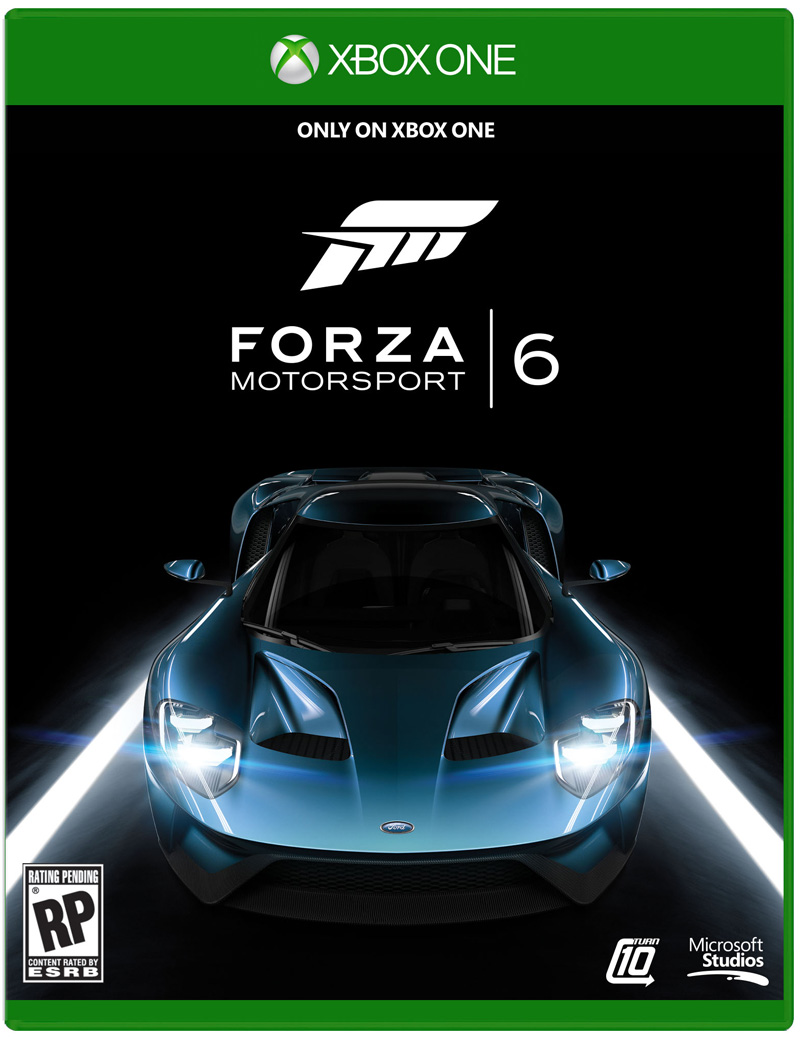 XBOX ONE
ONLY ON XBOX ONE
FORZA
MOTORSPORT
6
Ford
RATING PENDING
®
RP
CONTENT RATED BY
ESRB
TURN
10
Microsoft
Studios